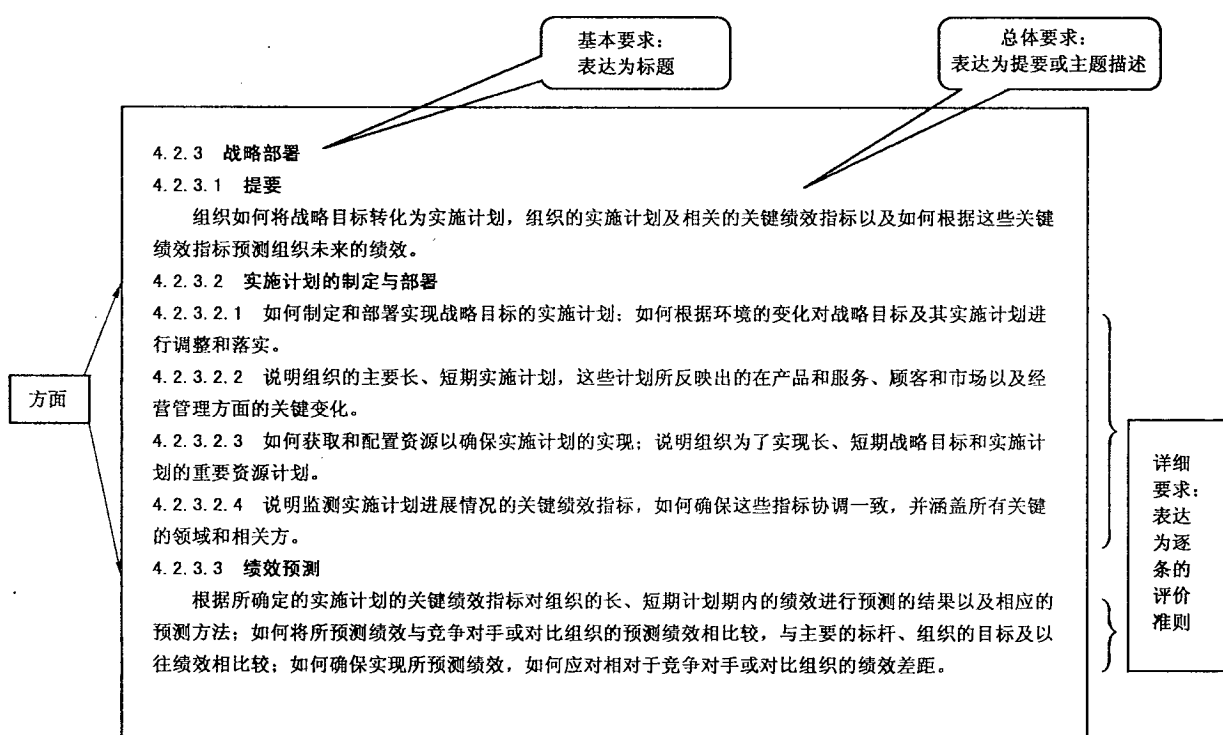 基本要求：
表达为标题
总体要求：
表达为提要或主题描述
4.2.3 战略部署
4.2.3.1 提要
组织如何将战略目标转化为实施计划，组织的实施计划及相关的关键绩效指标以及如何根据这些关键
绩效指标预测组织未来的绩效。
4.2.3.2 实施计划的制定与部署
4.2.3.2.1 如何制定和部署实现战略目标的实施计划；如何根据环境的变化对战略目标及其实施计划进
行调整和落实。
4.2.3.2.2 说明组织的主要长、短期实施计划，这些计划所反映出的在产品和服务、顾客和市场以及经
营管理方面的关键变化。
4.2.3.2.3 如何获取和配置资源以确保实施计划的实现；说明组织为了实现长、短期战略目标和实施计
划的重要资源计划。
4.2.3.2.4 说明监测实施计划进展情况的关键绩效指标，如何确保这些指标协调一致，并涵盖所有关键
的领域和相关方。
4.2.3.3 绩效预测
根据所确定的实施计划的关键绩效指标对组织的长、短期计划期内的绩效进行预测的结果以及相应的
预测方法；如何将所预测绩效与竞争对手或对比组织的预测绩效相比较，与主要的标杆、组织的目标及以
往绩效相比较；如何确保实现所预测绩效，如何应对相对于竞争对手或对比组织的绩效差距。
方面
详细
要求：
表达
为逐
条的
评价
准则